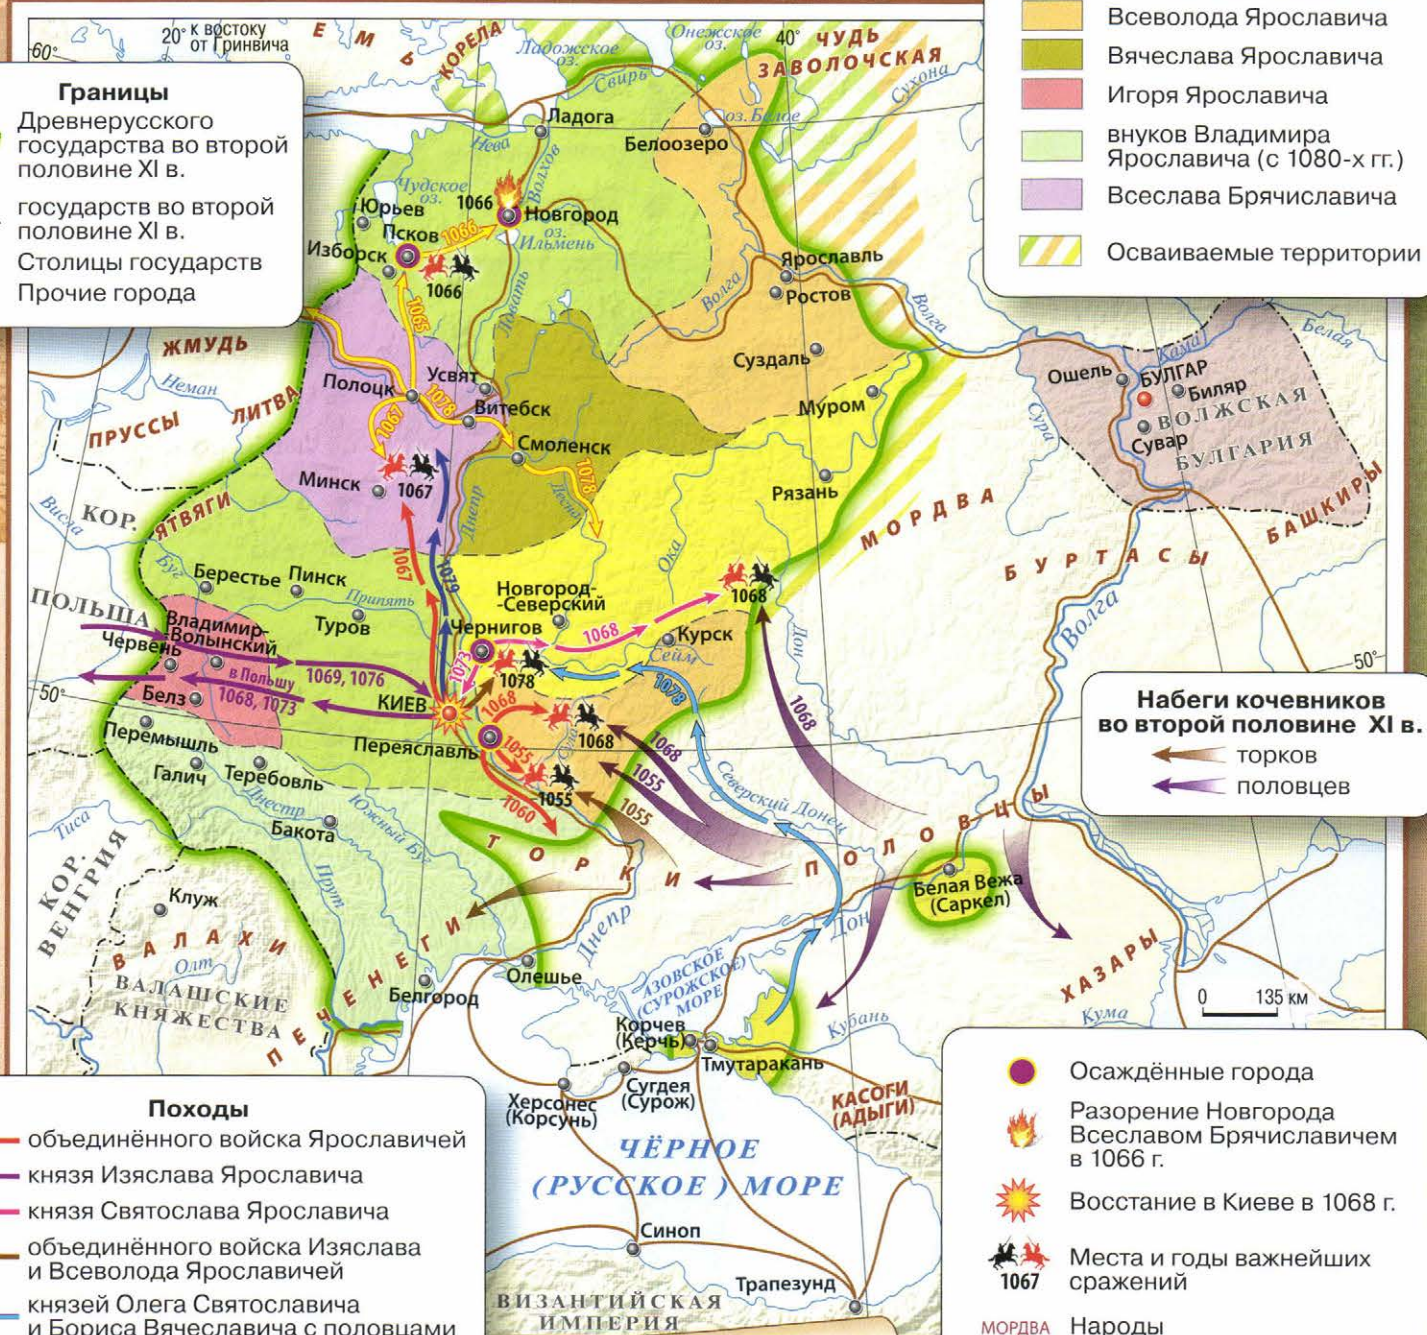 Всеволода Ярославича
Вячеслава Ярославича
Игоря Ярославича
внуков Владимира
Ярославича (с 1080-х гг.)
Всеслава Брячиславича
Осваиваемые территории
Границы
Древнерусского
государства во второй
половине XI в.
государств во второй
половине XI в.
Столицы государств
Прочие города
60°
20° к востоку
от Гринвича
40°
ЕМЬ
КОРЕЛА
Ладожское
оз.
Онежское
оз.
ЧУДЬ
ЗАВОЛОЧСКАЯ
Свирь
Сухона
Ладога
оз. Белое
Белоозеро
Нева
Волхов
Чудское
оз.
1066
Юрьев
Новгород
Псков
1066
оз.
Ильмень
Изборск
1066
Ярославль
Ростов
Волга
Волга
1065
Ловать
ЖМУДЬ
Суздаль
Белая
Кама
Неман
ЛИТВА
Полоцк
Усвят
Ошель
БУЛГАР
Биляр
1078
Витебск
Муром
ВОЛЖСКАЯ
ПРУССЫ
1067
Сура
Сувар
БУЛГАРИЯ
Смоленск
Минск
1067
1078
Рязань
Десна
Днепр
Висла
КОР.
ЯТВЯГИ
МОРДВА
БАШКИРЫ
Ока
БУРТАСЫ
Буг
1067
1079
Берестье
Пинск
Новгород-
-Северский
1068
ПОЛЬША
Припять
Туров
Владимир-
-Волынский
Чернигов
1068
Курск
Волга
Червень
Сейм
Дон
50°
в Польшу
1069, 1076
1073
1078
1078
50°
Белз
1068, 1073
КИЕВ
1068
1068
Перемышль
Переяславль
1068
Сула
1068
Галич
Теребовль
1055
1055
1055
1055
1060
Северский Донец
Днестр
Южный Буг
Бакота
Тиса
ТОРКИ
ПОЛОВЦЫ
КОР.
ВЕНГРИЯ
Прут
Клуж
Белая Вежа
(Саркел)
ВАЛАХИ
Днепр
Дон
Олт
ПЕЧЕНЕГИ
Олешье
ХАЗАРЫ
ВАЛАШСКИЕ
КНЯЖЕСТВА
Белгород
АЗОВСКОЕ
(СУРОЖСКОЕ)
МОРЕ
0 135 км
Кубань
Кума
Корчев
(Керчь)
Тмутаракань
Сугдея
(Сурож)
Херсонес
(Корсунь)
КАСОГИ
(АДЫГИ)
ЧЁРНОЕ
(РУССКОЕ) МОРЕ
Синоп
Трапезунд
ВИЗАНТИЙСКАЯ
ИМПЕРИЯ
Набеги кочевников
во второй половине XI в.
торков
половцев
Походы
объединённого войска Ярославичей
князя Изяслава Ярославича
князя Святослава Ярославича
объединённого войска Изяслава
и Всеволода Ярославичей
князей Олега Святославича
и Бориса Вячеславича с половцами
Осаждённые города
Разорение Новгорода
Всеславом Брячиславичем
в 1066 г.
Восстание в Киеве в 1068 г.
Места и годы важнейших
сражений
1067
МОРДВА Народы